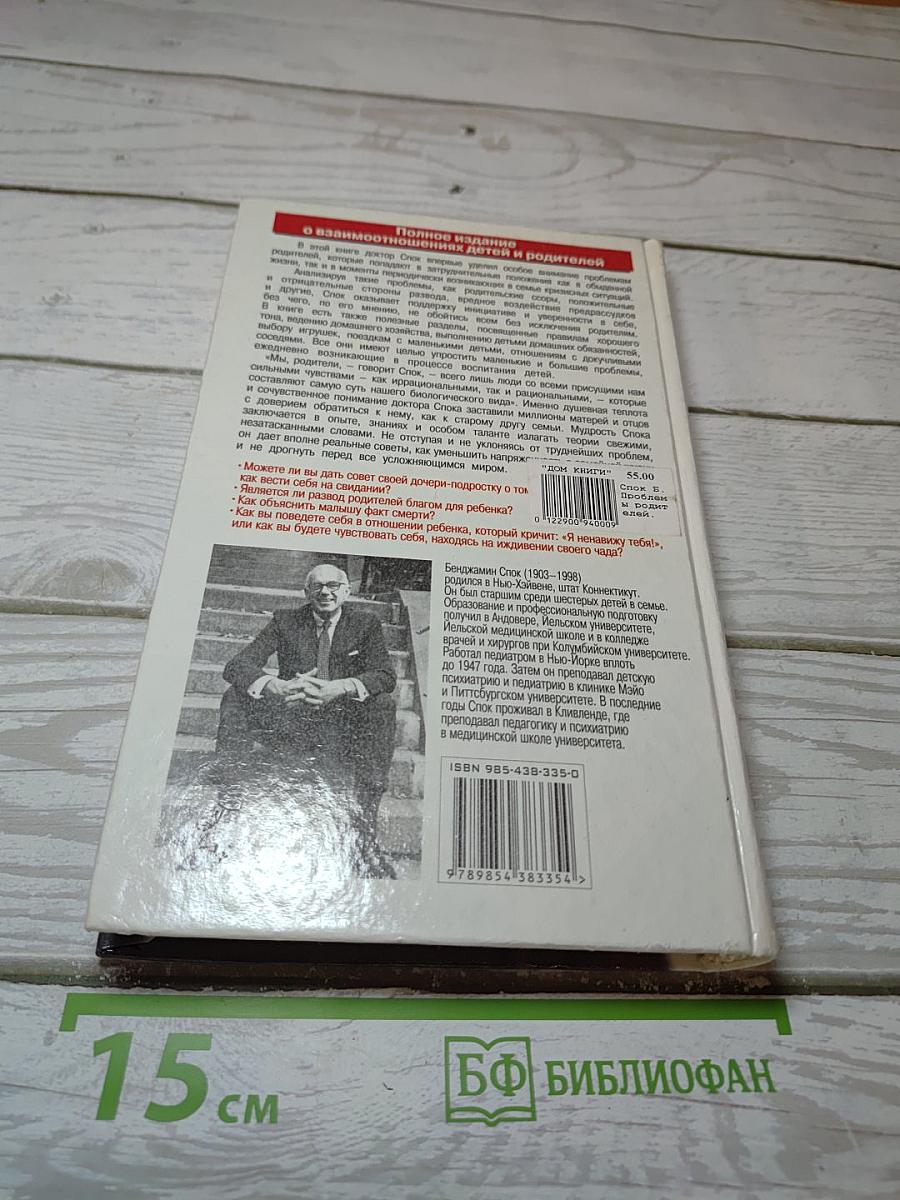 Полное издание
о взаимоотношениях детей и родителей
В этой книге доктор Спок впервые уделил особое внимание проблемам
родителей, которые попадают в затруднительные положения как в обыденной
жизни, так и в моменты периодически возникающих в семье кризисных ситуаций.
Анализируя такие проблемы, как родительские ссоры, положительные
и отрицательные стороны развода, вредное воздействие предрассудков
и другие, Спок оказывает поддержку инициативе и уверенности в себе,
без чего, по его мнению, не обойтись всем без исключения родителям.
В книге есть также полезные разделы, посвященные правилам хорошего
тона, ведению домашнего хозяйства, выполнению детьми домашних обязанностей,
выбору игрушек, поездкам с маленькими детьми, отношениям с докучливыми
соседями. Все они имеют целью упростить маленькие и большие проблемы,
ежедневно возникающие в процессе воспитания детей.
«Мы, родители, – говорит Спок, – всего лишь люди со всеми присущими нам
сильными чувствами – как иррациональными, так и рациональными, – которые
составляют самую суть нашего биологического вида». Именно душевная теплота
и сочувственное понимание доктора Спока заставили миллионы матерей и отцов
с доверием обратиться к нему, как к старому другу семьи. Мудрость Спока
заключается в опыте, знаниях и особом таланте излагать теории свежими,
незатасканными словами. Не отступая и не уклоняясь от труднейших проблем,
он дает вполне реальные советы, как уменьшить
и не дрогнуть перед все усложняющимся миром.
• Можете ли вы дать совет своей дочери-подростку о том
как вести себя на свидании?
• Является ли развод родителей благом для ребенка?
• Как объяснить малышу факт смерти?
• Как вы поведете себя в отношении ребенка, который кричит: «Я ненавижу тебя!»,
или как вы будете чувствовать себя, находясь на иждивении своего чада?
"ДОМ КНИГИ" 55.00
Спок Б.
Проблем
ы родит
елей.
0 122900 940009
Бенджамин Спок (1903–1998)
родился в Нью-Хэйвене, штат Коннектикут.
Он был старшим среди шестерых детей в семье.
Образование и профессиональную подготовку
получил в Андовере, Йельском университете,
Йельской медицинской школе и в колледже
врачей и хирургов при Колумбийском университете.
Работал педиатром в Нью-Йорке вплоть
до 1947 года. Затем он преподавал детскую
психиатрию и педиатрию в клинике Мэйо
и Питтсбургском университете. В последние
годы Спок проживал в Кливленде, где
преподавал педагогику и психиатрию
в медицинской школе университета.
ISBN 985-438-335-0
9 789854 383354 >
15 см
БФ БИБЛИОФАН